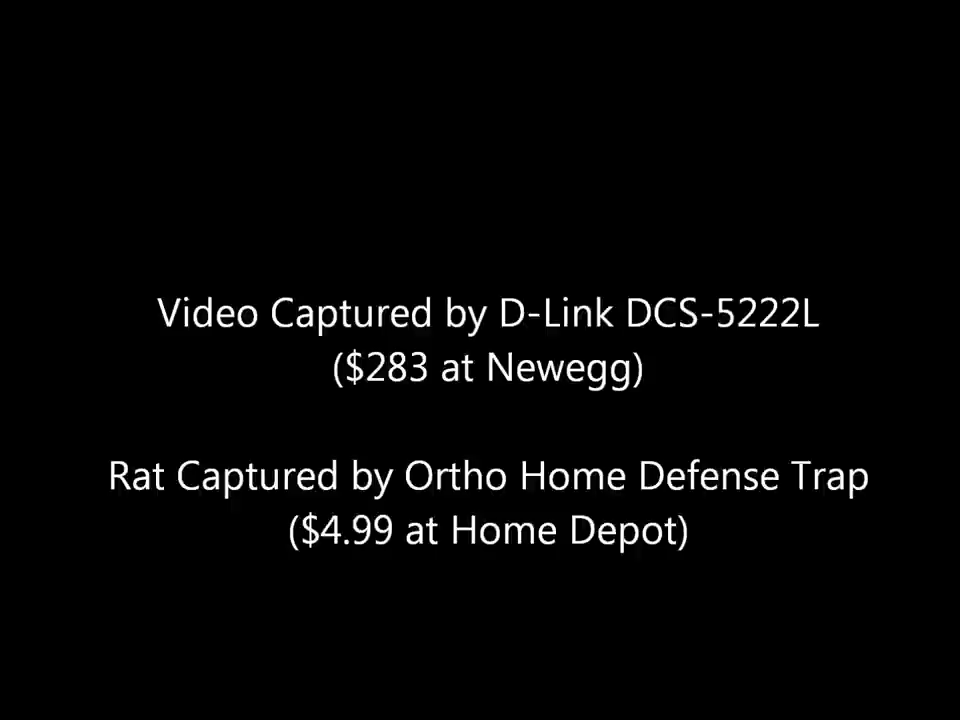 Video Captured by D-Link DCS-5222L
($283 at Newegg)
Rat Captured by Ortho Home Defense Trap
($4.99 at Home Depot)